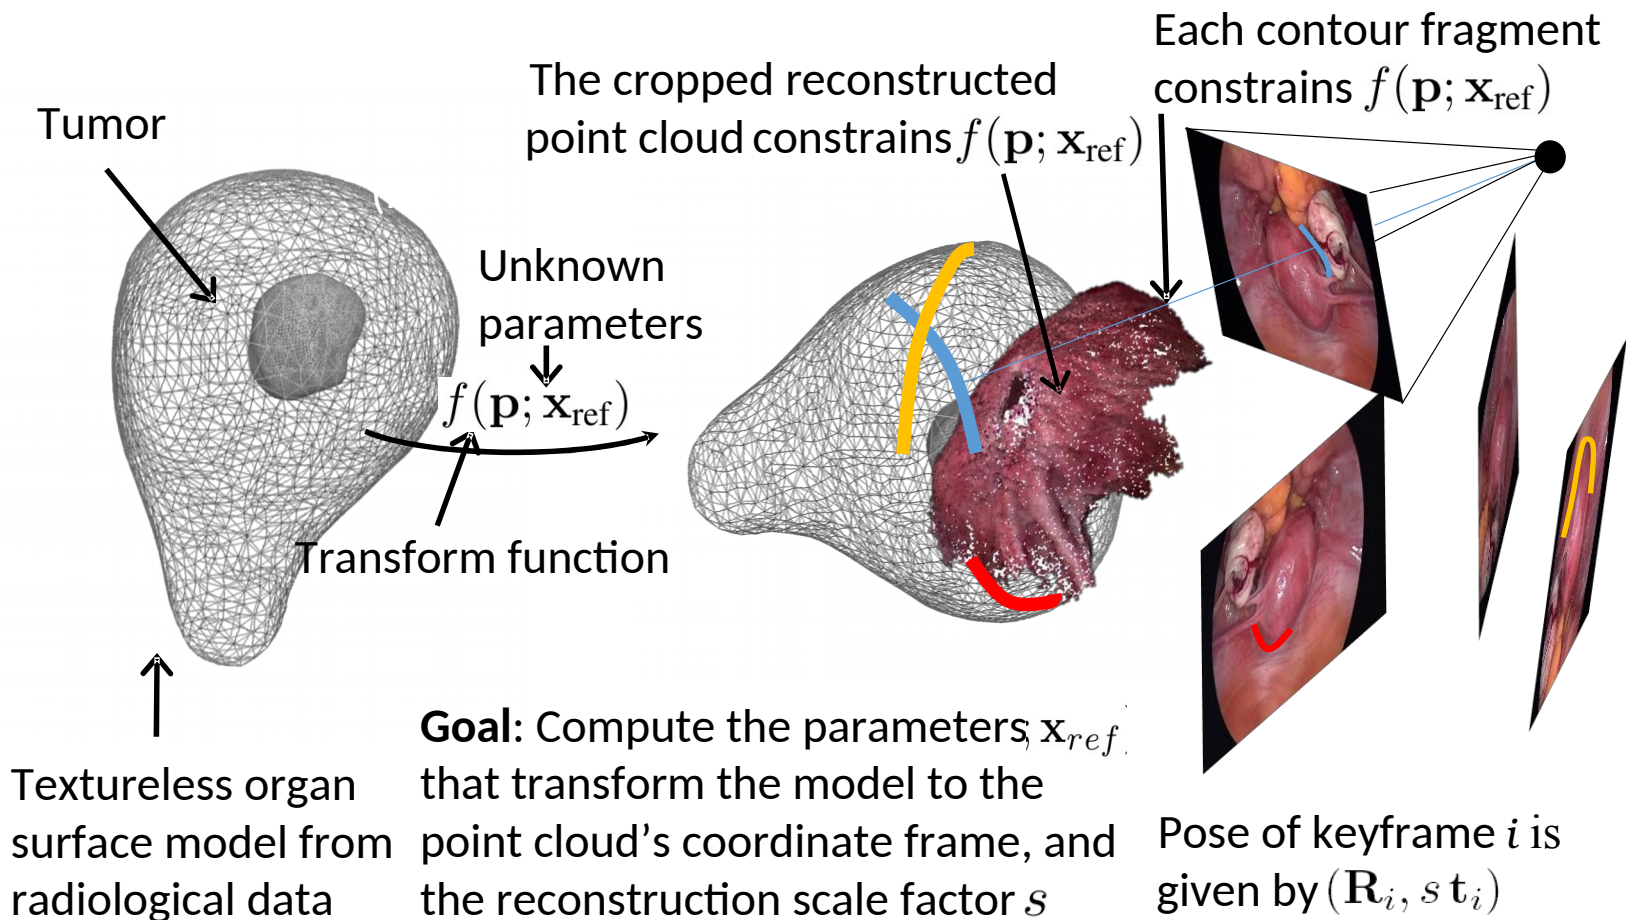 Tumor
The cropped reconstructed
point cloud constrains f(p; x_ref)
Each contour fragment
constrains f(p; x_ref)
Unknown
parameters
f(p; x_ref)
Transform function
Textureless organ
surface model from
radiological data
Goal: Compute the parameters x_ref
that transform the model to the
point cloud’s coordinate frame, and
the reconstruction scale factor s
Pose of keyframe i is
given by (R_i, s t_i)